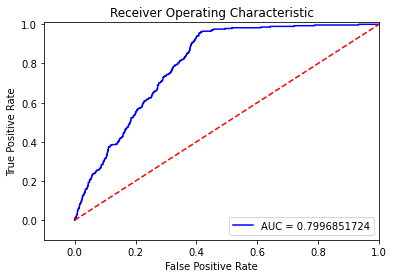 Receiver Operating Characteristic
True Positive Rate
1.0
0.8
0.6
0.4
0.2
0.0
AUC = 0.7996851724
0.0 0.2 0.4 0.6 0.8 1.0
False Positive Rate